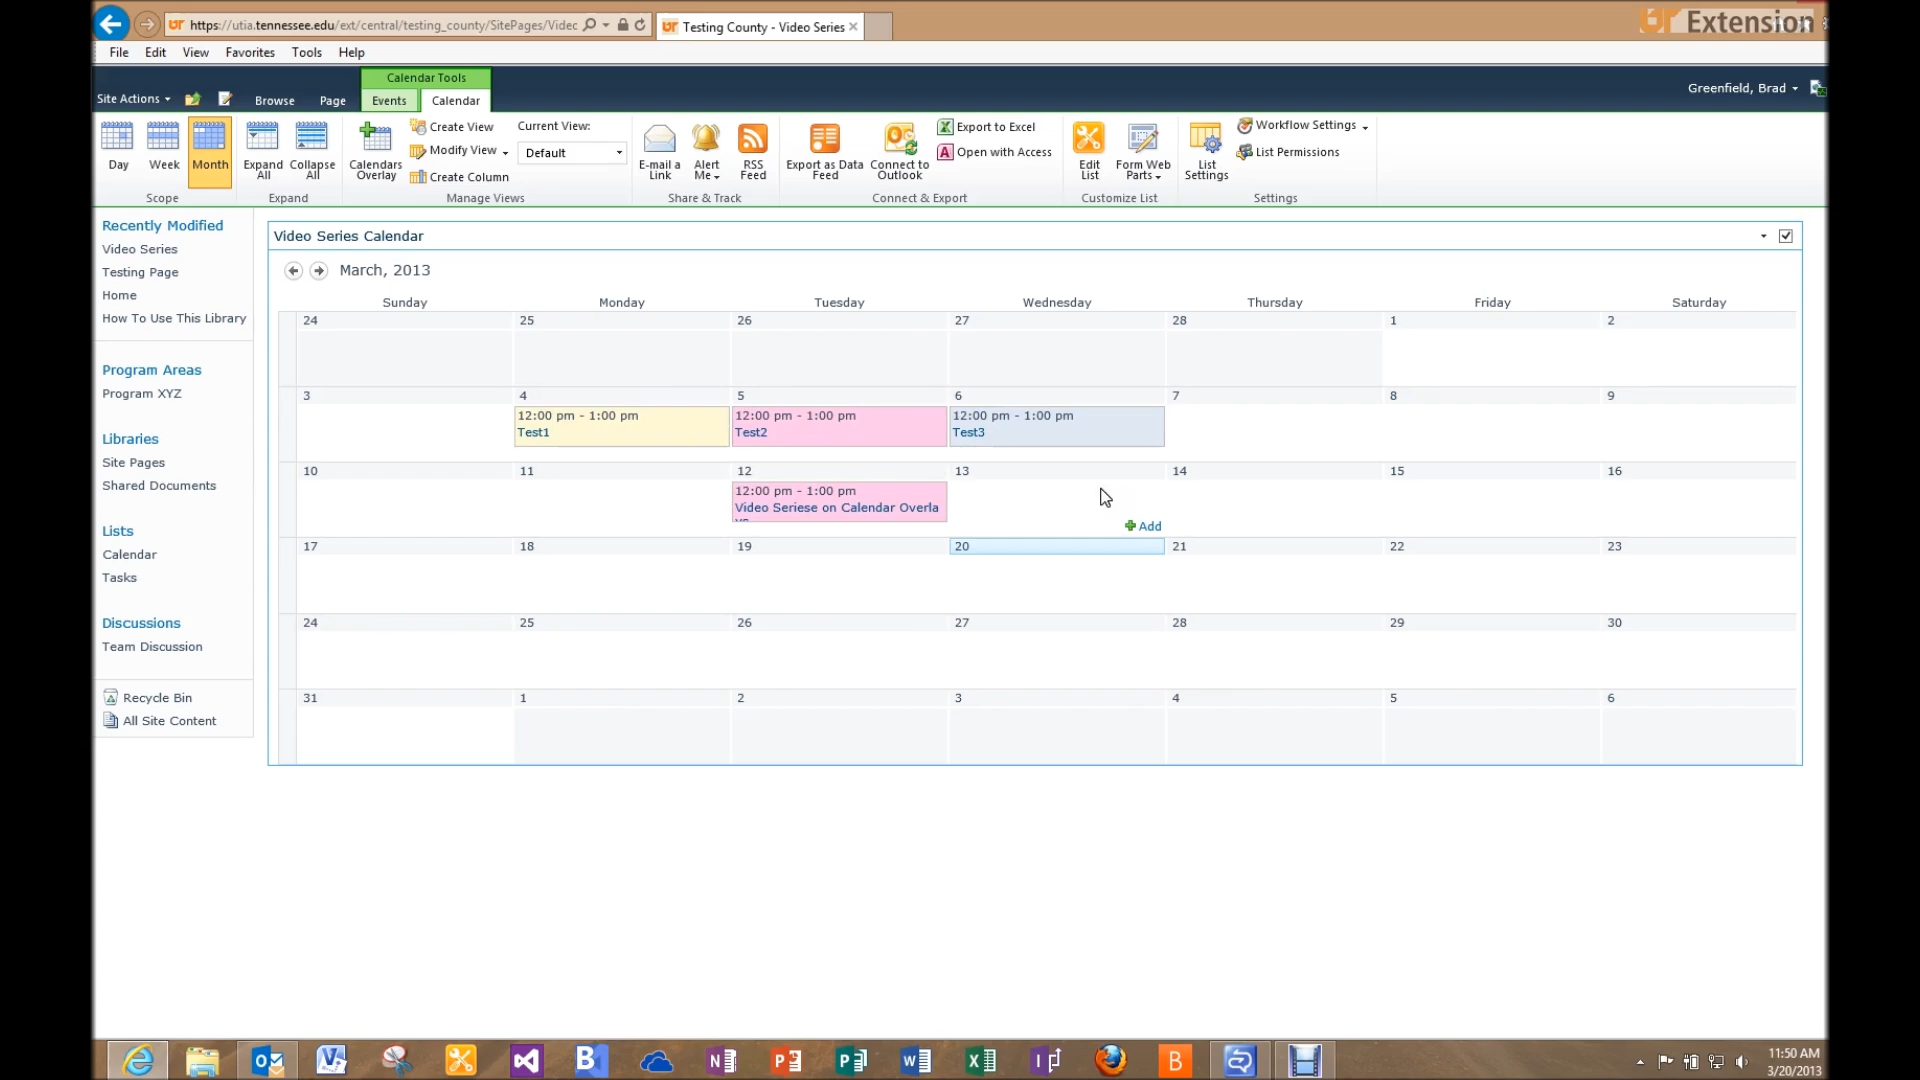 https://utia.tennessee.edu/ext/central/testing_county/SitePages/Videc
Testing County - Video Series
Extension
File Edit View Favorites Tools Help
Calendar Tools
Site Actions Browse Page Events Calendar
Greenfield, Brad
Day Week Month
Scope
Expand All Collapse All
Expand
Calendars Overlay
Create View
Modify View
Create Column
Current View:
Default
Manage Views
E-mail a Link
Alert Me
RSS Feed
Share & Track
Export as Data Feed
Connect to Outlook
Export to Excel
Open with Access
Connect & Export
Edit List
Form Web Parts
Customize List
List Settings
Workflow Settings
List Permissions
Settings
Recently Modified
Video Series
Testing Page
Home
How To Use This Library
Program Areas
Program XYZ
Libraries
Site Pages
Shared Documents
Lists
Calendar
Tasks
Discussions
Team Discussion
Recycle Bin
All Site Content
Video Series Calendar
March, 2013
Sunday Monday Tuesday Wednesday Thursday Friday Saturday
24 25 26 27 28 1 2
3 4 5 6 7 8 9
12:00 pm - 1:00 pm 12:00 pm - 1:00 pm 12:00 pm - 1:00 pm
Test1 Test2 Test3
10 11 12 13 14 15 16
12:00 pm - 1:00 pm
Video Seriese on Calendar Overla
Add
17 18 19 20 21 22 23
24 25 26 27 28 29 30
31 1 2 3 4 5 6
11:50 AM
3/20/2013